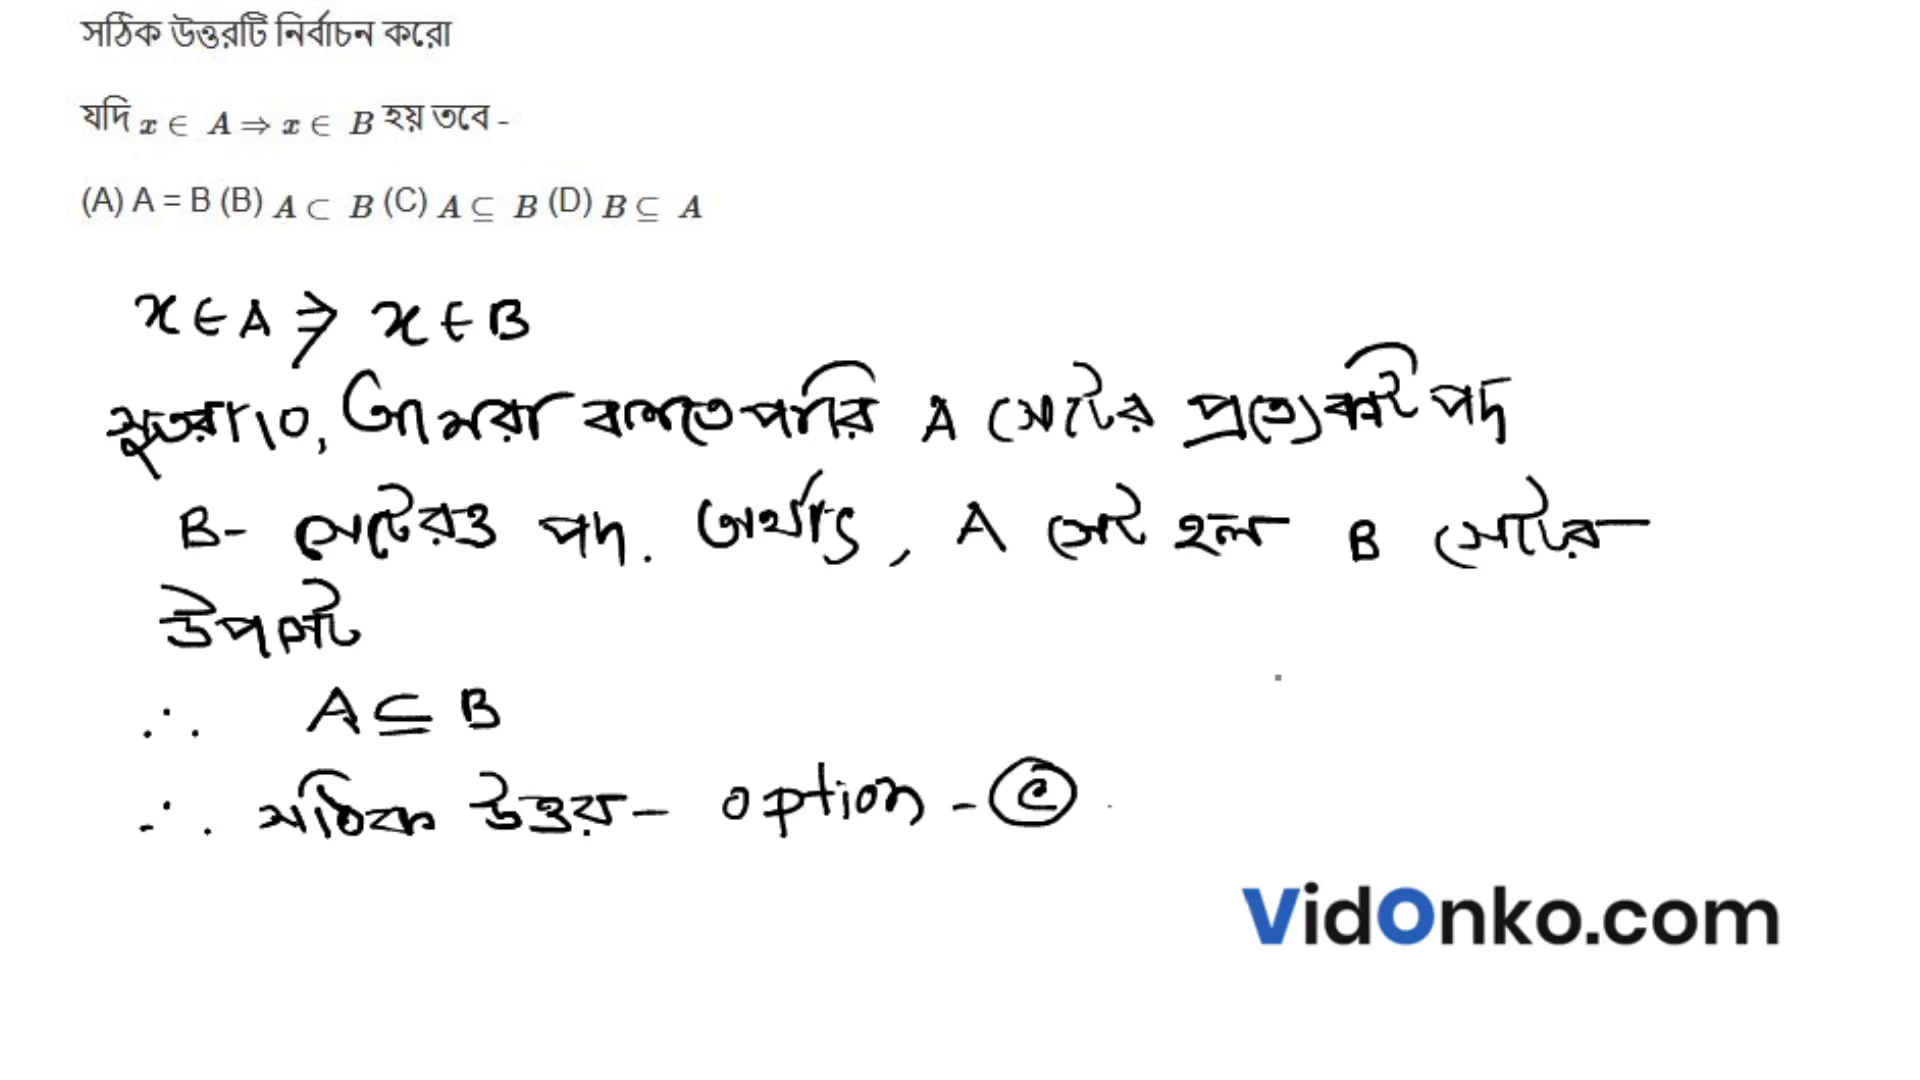 সঠিক উত্তরটি নির্বাচন করো
যদি x ∈ A ⇒ x ∈ B হয় তবে -
(A) A = B (B) A ⊂ B (C) A ⊆ B (D) B ⊆ A
x ∈ A ⇒ x ∈ B
সুতরাং, আমরা বলতে পারি A সেটের প্রত্যেকটি পদ
B- সেটেরও পদ. অর্থাৎ, A সেট হল B সেটের
উপসেট
∴ A ⊆ B
∴ সঠিক উত্তর - option - ©
VidOnko.com